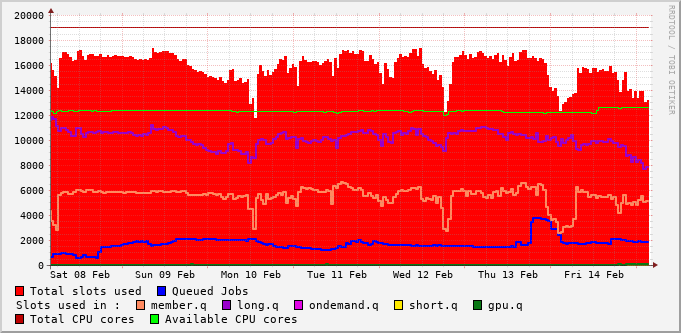 20000
18000
16000
14000
12000
10000
8000
6000
4000
2000
0
Sat 08 Feb Sun 09 Feb Mon 10 Feb Tue 11 Feb Wed 12 Feb Thu 13 Feb Fri 14 Feb
Total slots used Queued Jobs
Slots used in : member.q long.q ondemand.q short.q gpu.q
Total CPU cores Available CPU cores
RRDTOOL / TOBI OETIKER